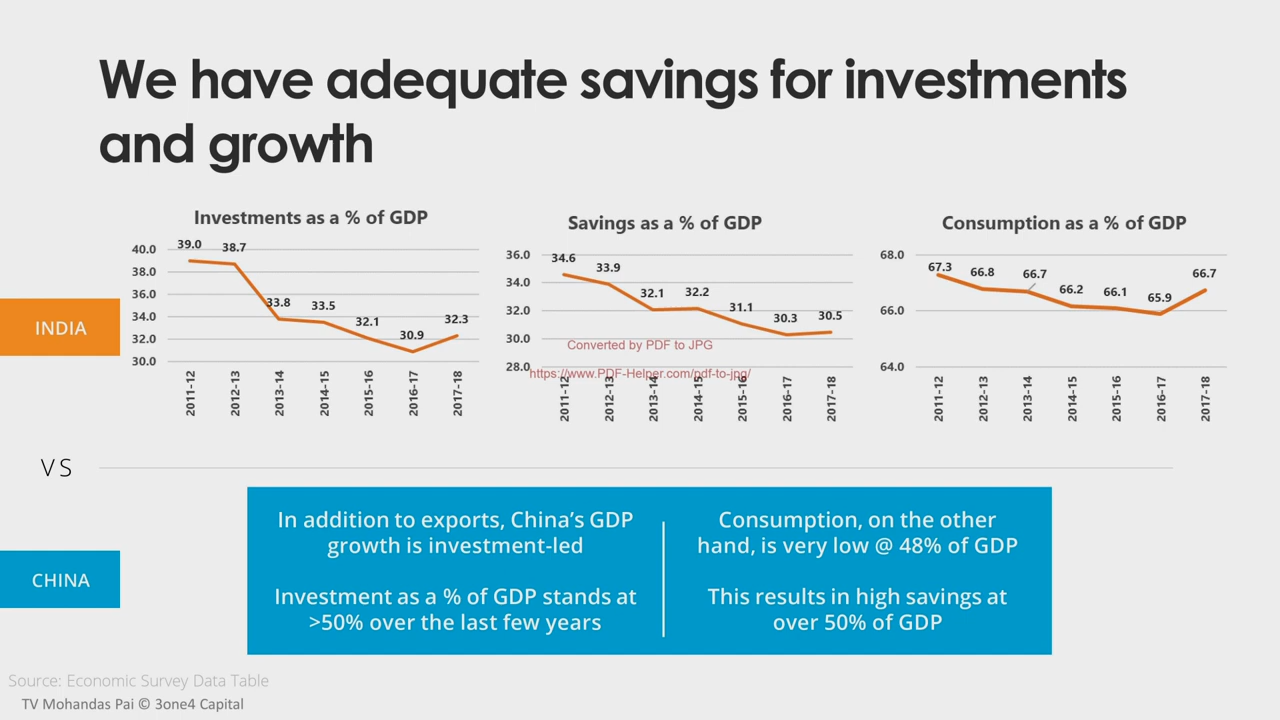 We have adequate savings for investments
and growth
Investments as a % of GDP
40.0
38.0
36.0
34.0
32.0
30.0
39.0
38.7
33.8
33.5
32.1
30.9
32.3
2011-12
2012-13
2013-14
2014-15
2015-16
2016-17
2017-18
Savings as a % of GDP
36.0
34.0
32.0
30.0
28.0
34.6
33.9
32.1
32.2
31.1
30.3
30.5
Converted by PDF to JPG
https://www.PDF-Helper.com/pdf-to-jpg/
2011-12
2012-13
2013-14
2014-15
2015-16
2016-17
2017-18
Consumption as a % of GDP
68.0
66.0
64.0
67.3
66.8
66.7
66.2
66.1
65.9
66.7
2011-12
2012-13
2013-14
2014-15
2015-16
2016-17
2017-18
INDIA
VS
CHINA
In addition to exports, China's GDP
growth is investment-led
Investment as a % of GDP stands at
>50% over the last few years
Consumption, on the other
hand, is very low @ 48% of GDP
This results in high savings at
over 50% of GDP
Source: Economic Survey Data Table
TV Mohandas Pai © 3one4 Capital